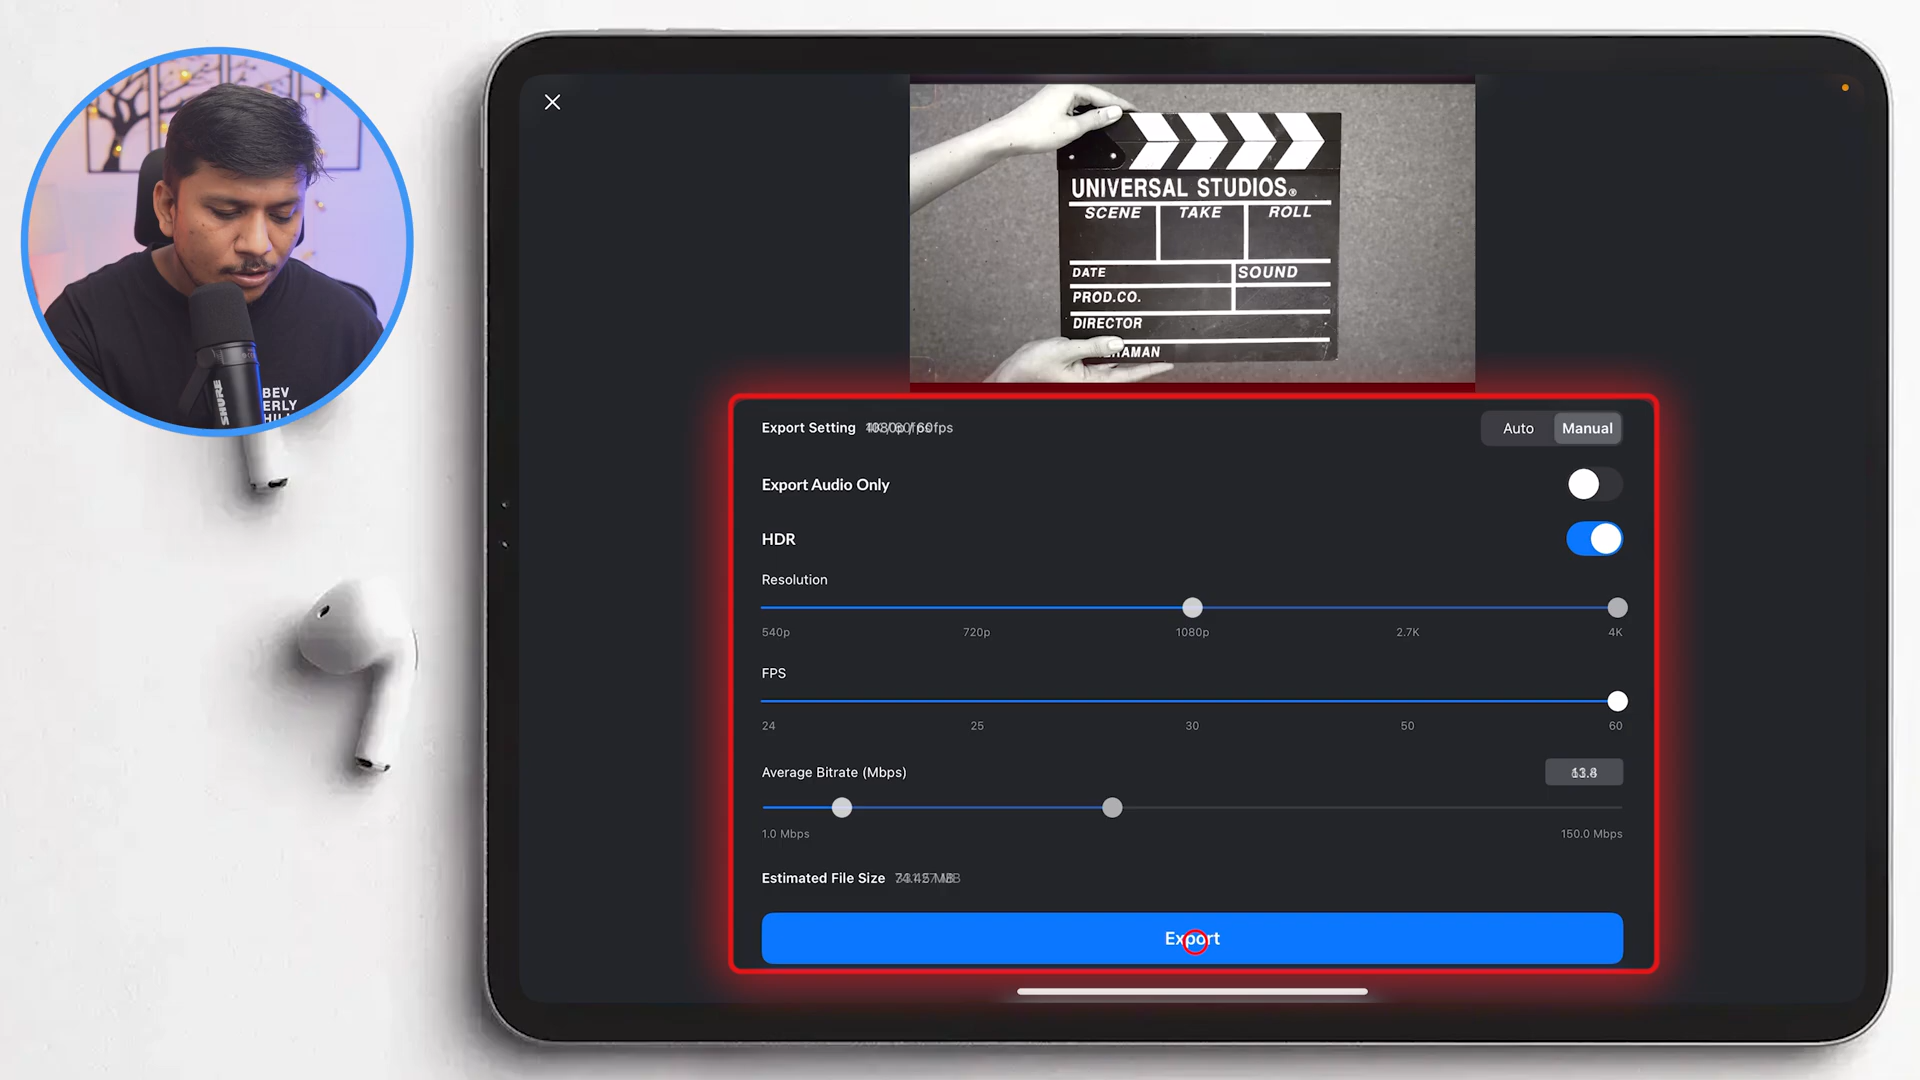 UNIVERSAL STUDIOS®
SCENE TAKE ROLL
DATE SOUND
PROD.CO.
DIRECTOR
SHURE
BEV
ERLY
HILL
Export Setting
Auto Manual
Export Audio Only
HDR
Resolution
540p 720p 1080p 2.7K 4K
FPS
24 25 30 50 60
Average Bitrate (Mbps)
1.0 Mbps 150.0 Mbps
Estimated File Size
Export